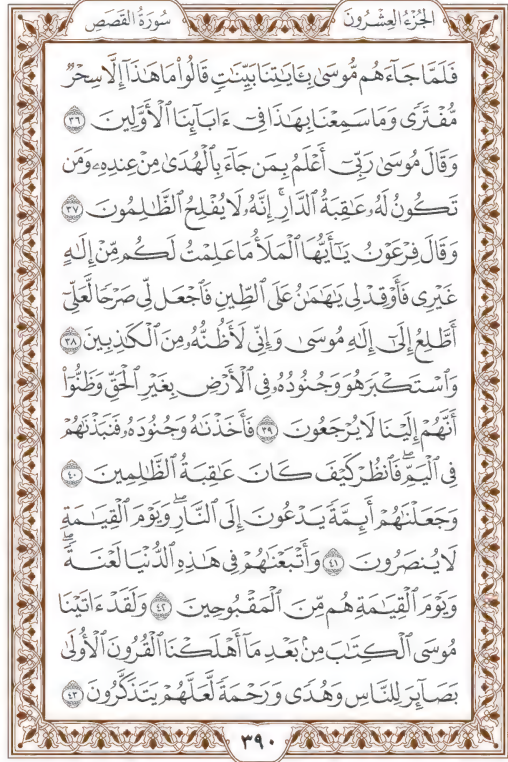 الجُزْءُ العِشْرُونَ
سُورَةُ القَصَصِ
فَلَمَّا جَآءَهُم مُّوسَىٰ بِـَٔايَٰتِنَا بَيِّنَٰتٖ قَالُواْ مَا هَٰذَآ إِلَّا سِحۡرٞ
مُّفۡتَرٗى وَمَا سَمِعۡنَا بِهَٰذَا فِيٓ ءَابَآئِنَا ٱلۡأَوَّلِينَ ٣٦
وَقَالَ مُوسَىٰ رَبِّيٓ أَعۡلَمُ بِمَن جَآءَ بِٱلۡهُدَىٰ مِنۡ عِندِهِۦ وَمَن
تَكُونُ لَهُۥ عَٰقِبَةُ ٱلدَّارِۚ إِنَّهُۥ لَا يُفۡلِحُ ٱلظَّٰلِمُونَ ٣٧
وَقَالَ فِرۡعَوۡنُ يَٰٓأَيُّهَا ٱلۡمَلَأُ مَا عَلِمۡتُ لَكُم مِّنۡ إِلَٰهٍ
غَيۡرِي فَأَوۡقِدۡ لِي يَٰهَٰمَٰنُ عَلَى ٱلطِّينِ فَٱجۡعَل لِّي صَرۡحٗا لَّعَلِّيٓ
أَطَّلِعُ إِلَىٰٓ إِلَٰهِ مُوسَىٰ وَإِنِّي لَأَظُنُّهُۥ مِنَ ٱلۡكَٰذِبِينَ ٣٨
وَٱسۡتَكۡبَرَ هُوَ وَجُنُودُهُۥ فِي ٱلۡأَرۡضِ بِغَيۡرِ ٱلۡحَقِّ وَظَنُّوٓاْ
أَنَّهُمۡ إِلَيۡنَا لَا يُرۡجَعُونَ ٣٩ فَأَخَذۡنَٰهُ وَجُنُودَهُۥ فَنَبَذۡنَٰهُمۡ
فِي ٱلۡيَمِّۖ فَٱنظُرۡ كَيۡفَ كَانَ عَٰقِبَةُ ٱلظَّٰلِمِينَ ٤٠
وَجَعَلۡنَٰهُمۡ أَئِمَّةٗ يَدۡعُونَ إِلَى ٱلنَّارِۖ وَيَوۡمَ ٱلۡقِيَٰمَةِ
لَا يُنصَرُونَ ٤١ وَأَتۡبَعۡنَٰهُمۡ فِي هَٰذِهِ ٱلدُّنۡيَا لَعۡنَةٗۖ
وَيَوۡمَ ٱلۡقِيَٰمَةِ هُم مِّنَ ٱلۡمَقۡبُوحِينَ ٤٢ وَلَقَدۡ ءَاتَيۡنَا
مُوسَى ٱلۡكِتَٰبَ مِنۢ بَعۡدِ مَآ أَهۡلَكۡنَا ٱلۡقُرُونَ ٱلۡأُولَىٰ
بَصَآئِرَ لِلنَّاسِ وَهُدٗى وَرَحۡمَةٗ لَّعَلَّهُمۡ يَتَذَكَّرُونَ ٤٣
٣٩٠